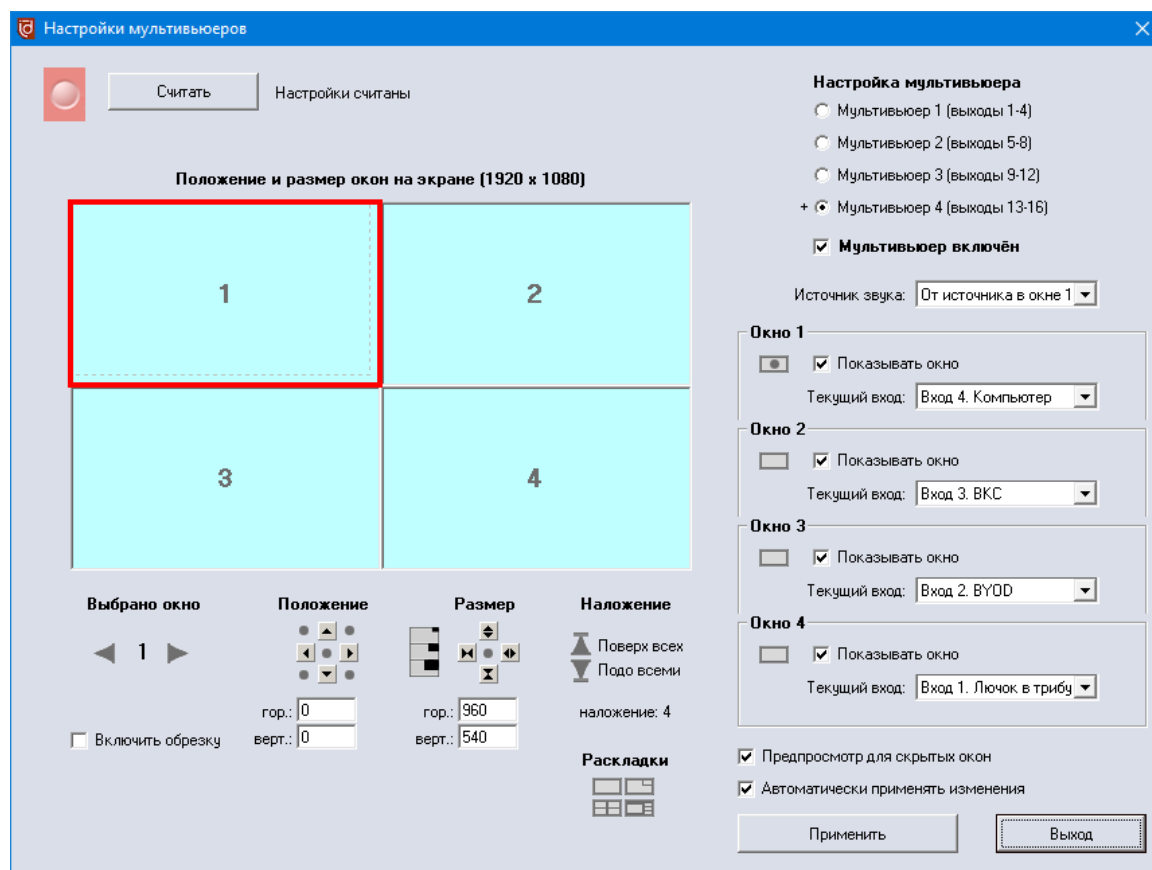 Настройки мультивьюеров
Считать
Настройки считаны
Положение и размер окон на экране (1920 x 1080)
1
2
3
4
Выбрано окно
1
Включить обрезку
Положение
гор.: 0
верт.: 0
Размер
гор.: 960
верт.: 540
Наложение
Поверх всех
Подо всеми
наложение: 4
Раскладки
Настройка мультивьюера
Мультивьюер 1 (выходы 1-4)
Мультивьюер 2 (выходы 5-8)
Мультивьюер 3 (выходы 9-12)
+ Мультивьюер 4 (выходы 13-16)
Мультивьюер включён
Источник звука: От источника в окне 1
Окно 1
Показывать окно
Текущий вход: Вход 4. Компьютер
Окно 2
Показывать окно
Текущий вход: Вход 3. ВКС
Окно 3
Показывать окно
Текущий вход: Вход 2. BYOD
Окно 4
Показывать окно
Текущий вход: Вход 1. Лючок в трибу
Предпросмотр для скрытых окон
Автоматически применять изменения
Применить
Выход